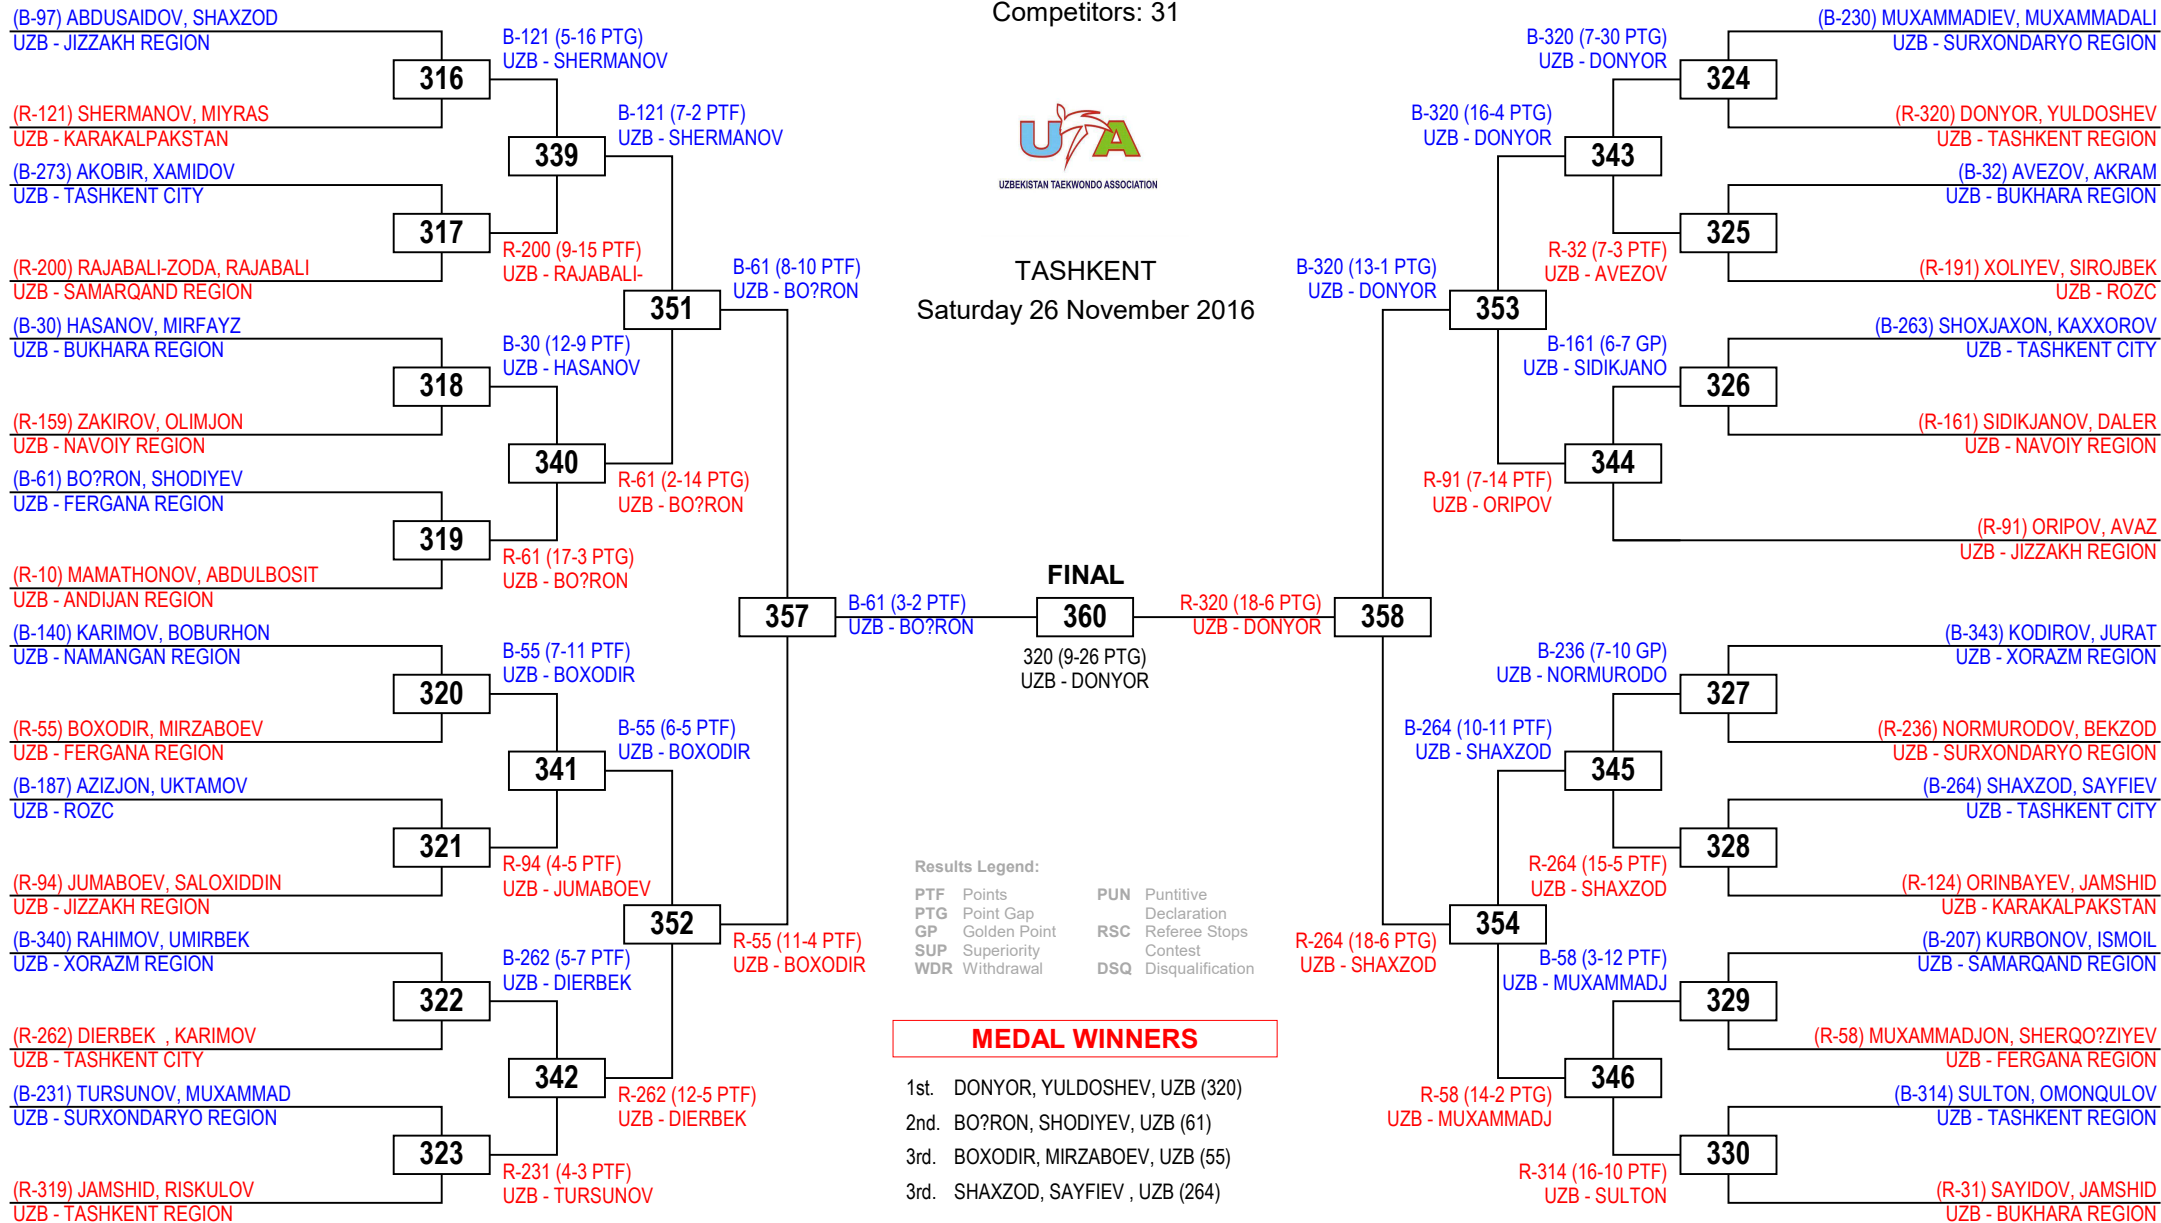 Competitors: 31
(B-97) ABDUSAIDOV, SHAXZOD
UZB - JIZZAKH REGION
316
(R-121) SHERMANOV, MIYRAS
UZB - KARAKALPAKSTAN
(B-273) AKOBIR, XAMIDOV
UZB - TASHKENT CITY
317
(R-200) RAJABALI-ZODA, RAJABALI
UZB - SAMARQAND REGION
(B-30) HASANOV, MIRFAYZ
UZB - BUKHARA REGION
318
(R-159) ZAKIROV, OLIMJON
UZB - NAVOIY REGION
(B-61) BO?RON, SHODIYEV
UZB - FERGANA REGION
319
(R-10) MAMATHONOV, ABDULBOSIT
UZB - ANDIJAN REGION
(B-140) KARIMOV, BOBURHON
UZB - NAMANGAN REGION
320
(R-55) BOXODIR, MIRZABOEV
UZB - FERGANA REGION
(B-187) AZIZJON, UKTAMOV
UZB - ROZC
321
(R-94) JUMABOEV, SALOXIDDIN
UZB - JIZZAKH REGION
(B-340) RAHIMOV, UMIRBEK
UZB - XORAZM REGION
322
(R-262) DIERBEK , KARIMOV
UZB - TASHKENT CITY
(B-231) TURSUNOV, MUXAMMAD
UZB - SURXONDARYO REGION
323
(R-319) JAMSHID, RISKULOV
UZB - TASHKENT REGION
B-121 (5-16 PTG)
UZB - SHERMANOV
339
R-200 (9-15 PTF)
UZB - RAJABALI-
B-30 (12-9 PTF)
UZB - HASANOV
340
R-61 (17-3 PTG)
UZB - BO?RON
B-55 (7-11 PTF)
UZB - BOXODIR
341
R-94 (4-5 PTF)
UZB - JUMABOEV
B-262 (5-7 PTF)
UZB - DIERBEK
342
R-231 (4-3 PTF)
UZB - TURSUNOV
B-121 (7-2 PTF)
UZB - SHERMANOV
351
R-61 (2-14 PTG)
UZB - BO?RON
B-55 (6-5 PTF)
UZB - BOXODIR
352
R-262 (12-5 PTF)
UZB - DIERBEK
B-61 (8-10 PTF)
UZB - BO?RON
357
R-55 (11-4 PTF)
UZB - BOXODIR
B-61 (3-2 PTF)
UZB - BO?RON
UTA
UZBEKISTAN TAEKWONDO ASSOCIATION
TASHKENT
Saturday 26 November 2016
FINAL
360
320 (9-26 PTG)
UZB - DONYOR
R-320 (18-6 PTG)
UZB - DONYOR
358
B-320 (13-1 PTG)
UZB - DONYOR
R-264 (18-6 PTG)
UZB - SHAXZOD
B-320 (16-4 PTG)
UZB - DONYOR
353
R-91 (7-14 PTF)
UZB - ORIPOV
B-264 (10-11 PTF)
UZB - SHAXZOD
354
R-58 (14-2 PTG)
UZB - MUXAMMADJ
B-320 (7-30 PTG)
UZB - DONYOR
343
R-32 (7-3 PTF)
UZB - AVEZOV
B-161 (6-7 GP)
UZB - SIDIKJANO
344
B-236 (7-10 GP)
UZB - NORMURODO
345
R-264 (15-5 PTF)
UZB - SHAXZOD
B-58 (3-12 PTF)
UZB - MUXAMMADJ
346
R-314 (16-10 PTF)
UZB - SULTON
(B-230) MUXAMMADIEV, MUXAMMADALI
UZB - SURXONDARYO REGION
324
(R-320) DONYOR, YULDOSHEV
UZB - TASHKENT REGION
(B-32) AVEZOV, AKRAM
UZB - BUKHARA REGION
325
(R-191) XOLIYEV, SIROJBEK
UZB - ROZC
(B-263) SHOXJAXON, KAXXOROV
UZB - TASHKENT CITY
326
(R-161) SIDIKJANOV, DALER
UZB - NAVOIY REGION
(R-91) ORIPOV, AVAZ
UZB - JIZZAKH REGION
(B-343) KODIROV, JURAT
UZB - XORAZM REGION
327
(R-236) NORMURODOV, BEKZOD
UZB - SURXONDARYO REGION
(B-264) SHAXZOD, SAYFIEV
UZB - TASHKENT CITY
328
(R-124) ORINBAYEV, JAMSHID
UZB - KARAKALPAKSTAN
(B-207) KURBONOV, ISMOIL
UZB - SAMARQAND REGION
329
(R-58) MUXAMMADJON, SHERQO?ZIYEV
UZB - FERGANA REGION
(B-314) SULTON, OMONQULOV
UZB - TASHKENT REGION
330
(R-31) SAYIDOV, JAMSHID
UZB - BUKHARA REGION
Results Legend:
PTF Points
PTG Point Gap
GP Golden Point
SUP Superiority
WDR Withdrawal
PUN Puntitive
Declaration
RSC Referee Stops
Contest
DSQ Disqualification
MEDAL WINNERS
1st. DONYOR, YULDOSHEV, UZB (320)
2nd. BO?RON, SHODIYEV, UZB (61)
3rd. BOXODIR, MIRZABOEV, UZB (55)
3rd. SHAXZOD, SAYFIEV , UZB (264)